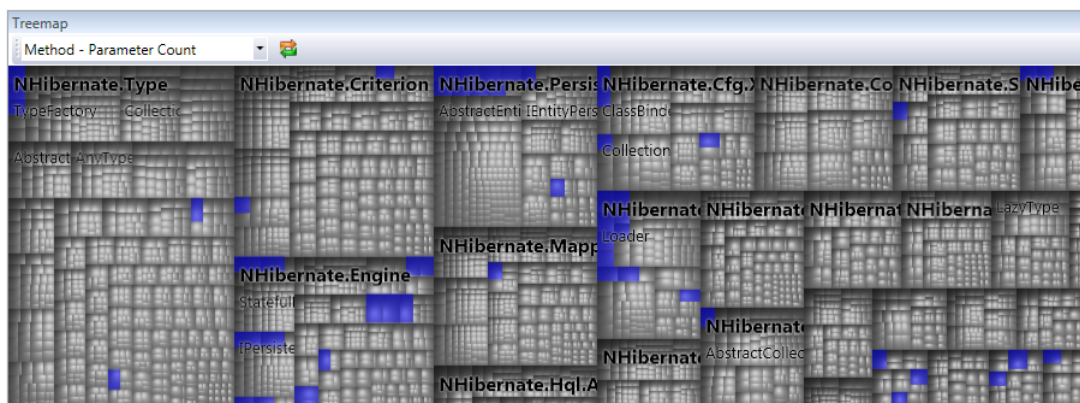 Treemap
Method - Parameter Count
NHibernate.Type
NHibernate.Criterion
NHibernate.Persis
NHibernate.Cfg.X
NHibernate.Co
NHibernate.S
NHibe
TypeFactory
Collectic
AbstractEnti
IEntityPers
ClassBinde
Abstract
AnyType
Collection
NHibernate
NHibernate
NHibernat
NHiberna
LazyType
Loader
NHibernate.Mapp
NHibernate.Engine
Statefull
NHibernate
IPersiste
NHibernate
AbstractCollec
NHibernate.Hql.A